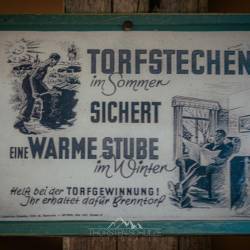 TORFSTECHEN
im Sommer
SICHERT
EINE WARME STUBE
im Winter
Helft bei der TORFGEWINNUNG!
Ihr erhaltet dafür Brenntorf